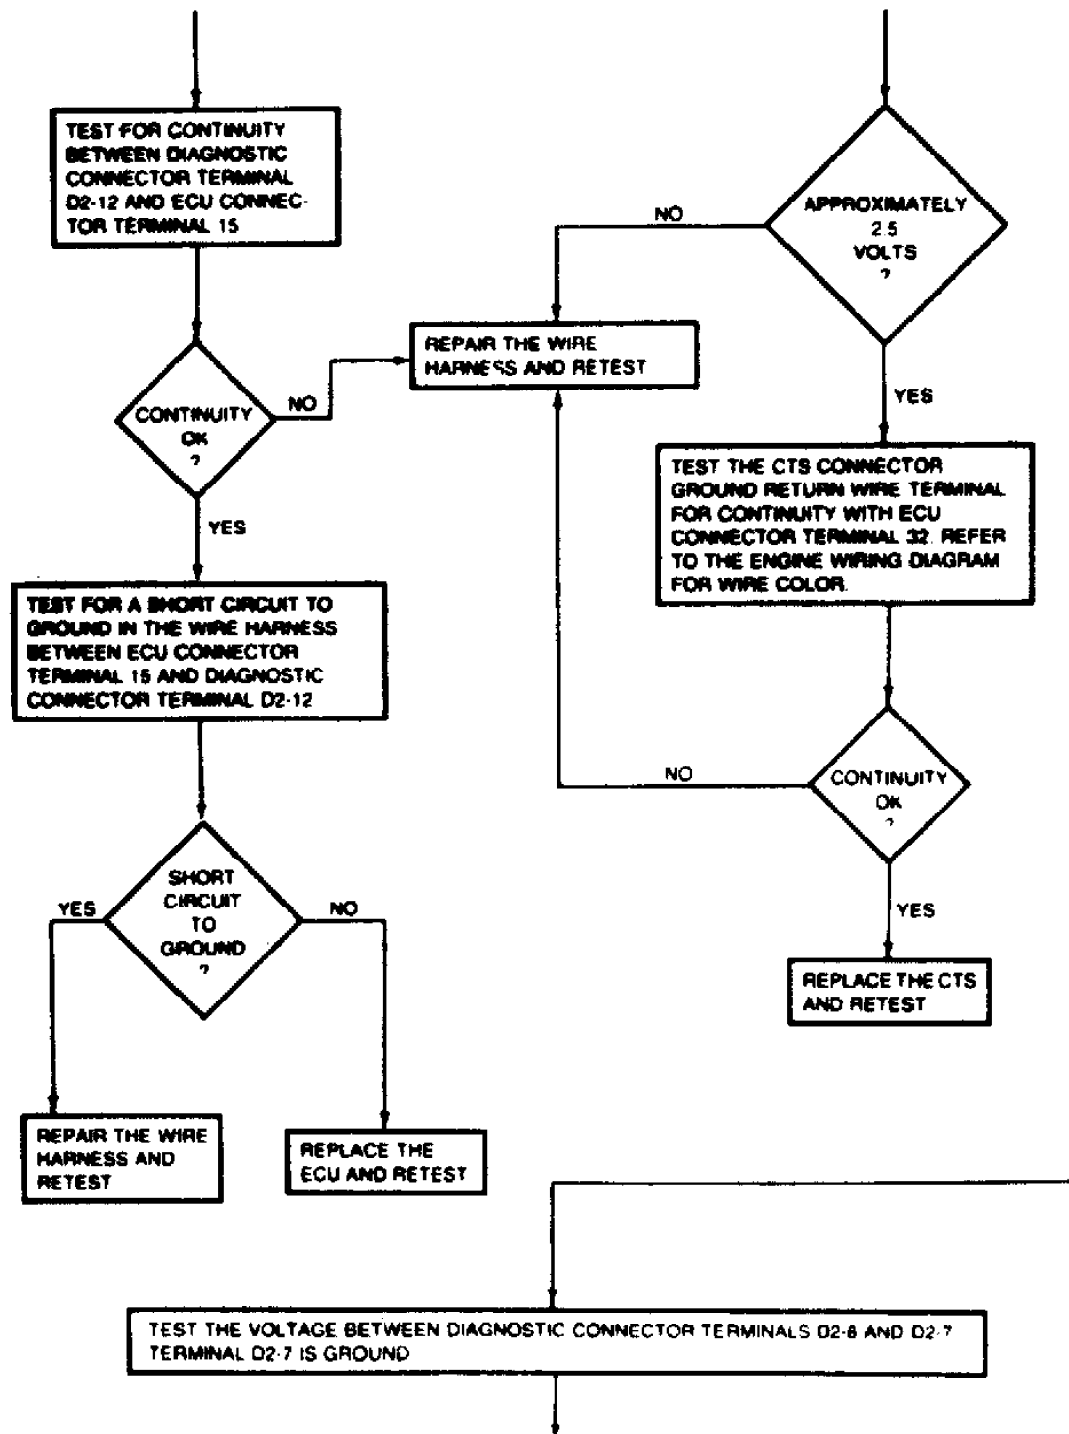 TEST FOR CONTINUITY
BETWEEN DIAGNOSTIC
CONNECTOR TERMINAL
D2-12 AND ECU CONNEC-
TOR TERMINAL 15
CONTINUITY
OK
?
NO
YES
TEST FOR A SHORT CIRCUIT TO
GROUND IN THE WIRE HARNESS
BETWEEN ECU CONNECTOR
TERMINAL 15 AND DIAGNOSTIC
CONNECTOR TERMINAL D2-12
SHORT
CIRCUIT
TO
GROUND
?
YES
NO
REPAIR THE WIRE
HARNESS AND
RETEST
REPLACE THE
ECU AND RETEST
REPAIR THE WIRE
HARNESS AND RETEST
APPROXIMATELY
2.5
VOLTS
?
NO
YES
TEST THE CTS CONNECTOR
GROUND RETURN WIRE TERMINAL
FOR CONTINUITY WITH ECU
CONNECTOR TERMINAL 32. REFER
TO THE ENGINE WIRING DIAGRAM
FOR WIRE COLOR.
CONTINUITY
OK
?
NO
YES
REPLACE THE CTS
AND RETEST
TEST THE VOLTAGE BETWEEN DIAGNOSTIC CONNECTOR TERMINALS D2-8 AND D2-7
TERMINAL D2-7 IS GROUND